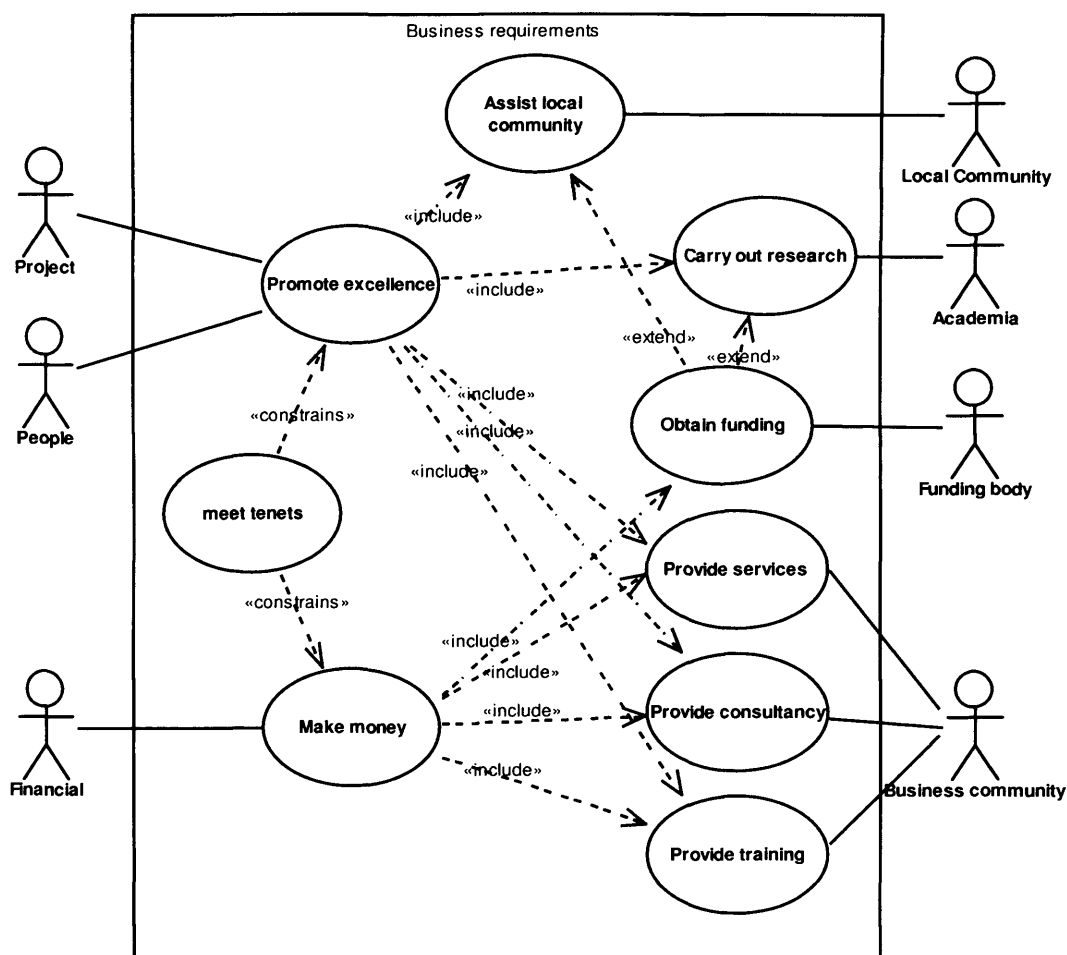 Business requirements
Assist local
community
Local Community
«include»
Project
Promote excellence
Carry out research
«include»
Academia
«extend»
«extend»
People
«constrains»
«include»
«include»
«include»
Obtain funding
Funding body
meet tenets
Provide services
«constrains»
«include»
«include»
Make money
«include»
Provide consultancy
Financial
«include»
Business community
Provide training